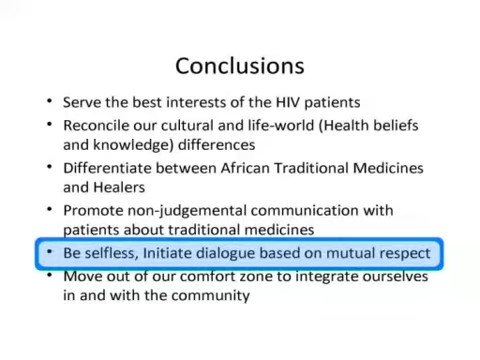 Conclusions
• Serve the best interests of the HIV patients
• Reconcile our cultural and life-world (Health beliefs
and knowledge) differences
• Differentiate between African Traditional Medicines
and Healers
• Promote non-judgemental communication with
patients about traditional medicines
• Be selfless, Initiate dialogue based on mutual respect
• Move out of our comfort zone to integrate ourselves
in and with the community